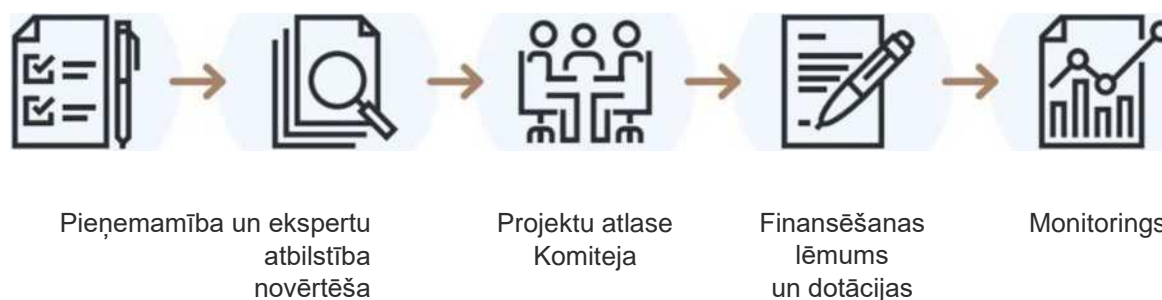 Pieņemamība un ekspertu
atbilstība
novērtēša
Projektu atlase
Komiteja
Finansēšanas
lēmums
un dotācijas
Monitorings